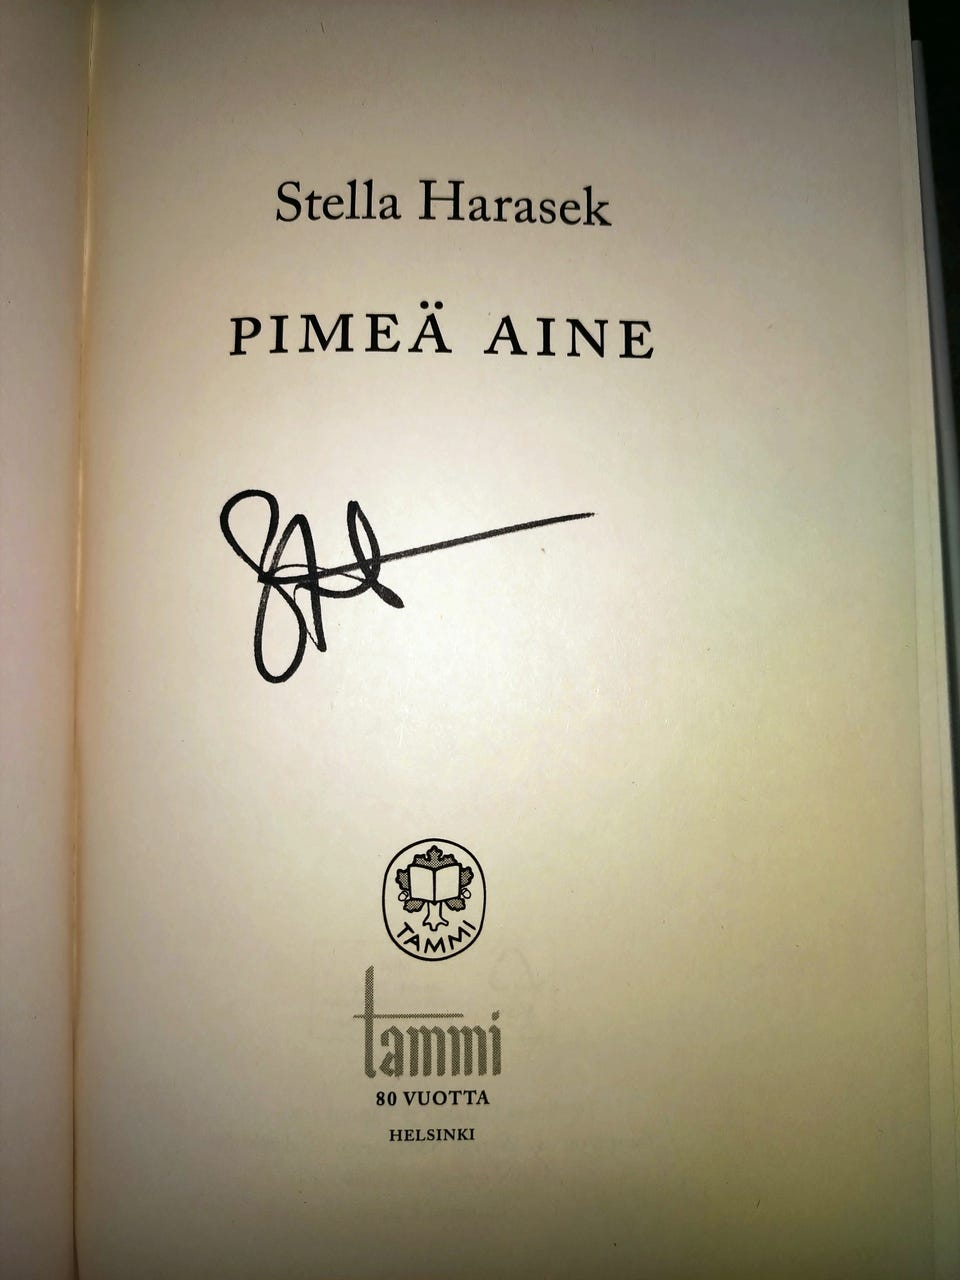 Stella Harasek
PIMEÄ AINE
TAMMI
tammi
80 VUOTTA
HELSINKI